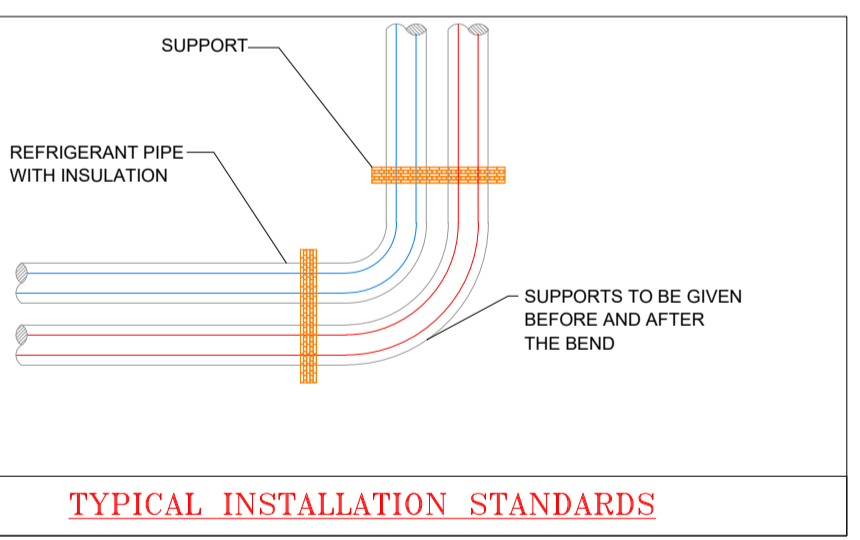 SUPPORT
REFRIGERANT PIPE
WITH INSULATION
SUPPORTS TO BE GIVEN
BEFORE AND AFTER
THE BEND
TYPICAL INSTALLATION STANDARDS